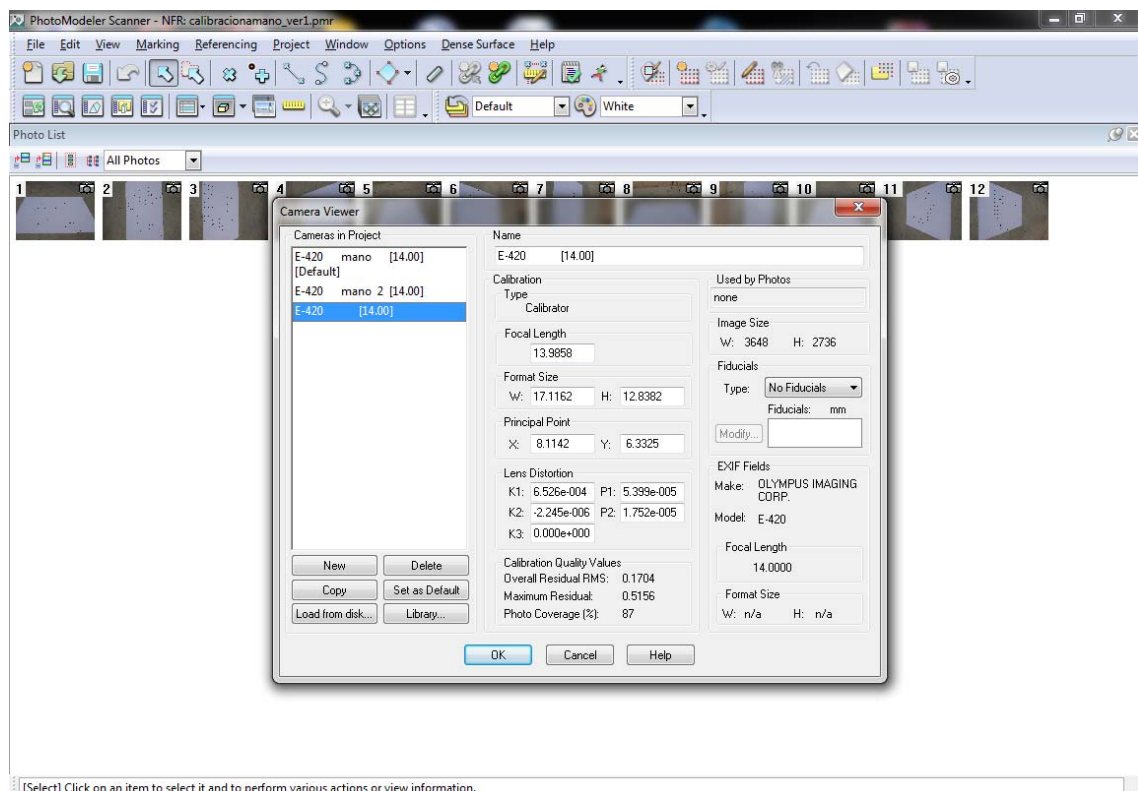 PhotoModeler Scanner - NFR: calibracionamano_ver1.pmr
File Edit View Marking Referencing Project Window Options Dense Surface Help
Default White
Photo List
All Photos
1 2 3 4 5 6 7 8 9 10 11 12
Camera Viewer
Cameras in Project
E-420 mano [14.00]
[Default]
E-420 mano 2 [14.00]
E-420 [14.00]
New Delete
Copy Set as Default
Load from disk... Library...
Name
E-420 [14.00]
Calibration
Type
Calibrator
Focal Length
13.9858
Format Size
W: 17.1162 H: 12.8382
Principal Point
X: 8.1142 Y: 6.3325
Lens Distortion
K1: 6.526e-004 P1: 5.399e-005
K2: -2.245e-006 P2: 1.752e-005
K3: 0.000e+000
Calibration Quality Values
Overall Residual RMS: 0.1704
Maximum Residual: 0.5156
Photo Coverage (%): 87
Used by Photos
none
Image Size
W: 3648 H: 2736
Fiducials
Type: No Fiducials
Fiducials: mm
Modify...
EXIF Fields
Make: OLYMPUS IMAGING
CORP.
Model: E-420
Focal Length
14.0000
Format Size
W: n/a H: n/a
OK Cancel Help
[Select] Click on an item to select it and to perform various actions or view information.